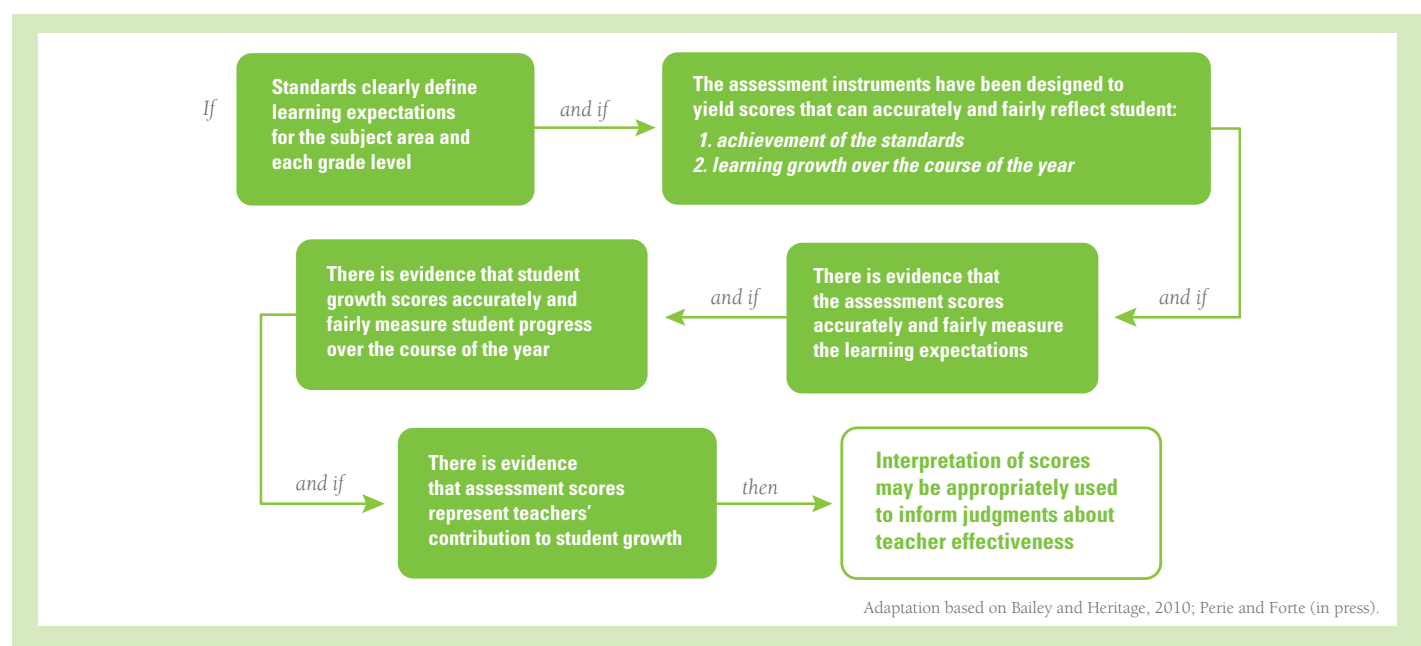 If
Standards clearly define
learning expectations
for the subject area and
each grade level
and if
The assessment instruments have been designed to
yield scores that can accurately and fairly reflect student:
1. achievement of the standards
2. learning growth over the course of the year
and if
There is evidence that
the assessment scores
accurately and fairly measure
the learning expectations
and if
There is evidence that student
growth scores accurately and
fairly measure student progress
over the course of the year
and if
There is evidence
that assessment scores
represent teachers’
contribution to student growth
then
Interpretation of scores
may be appropriately used
to inform judgments about
teacher effectiveness
Adaptation based on Bailey and Heritage, 2010; Perie and Forte (in press).